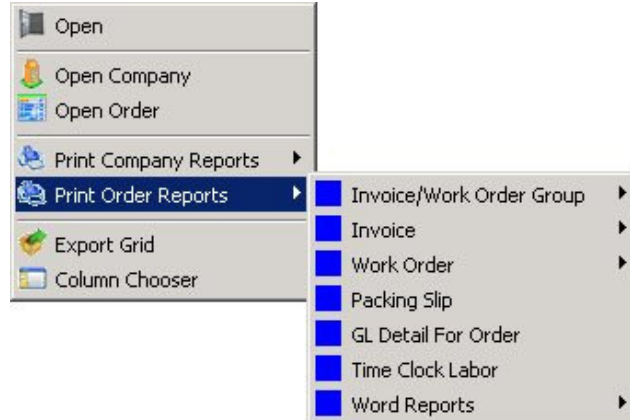 Open
Open Company
Open Order
Print Company Reports
Print Order Reports
Export Grid
Column Chooser
Invoice/Work Order Group
Invoice
Work Order
Packing Slip
GL Detail For Order
Time Clock Labor
Word Reports